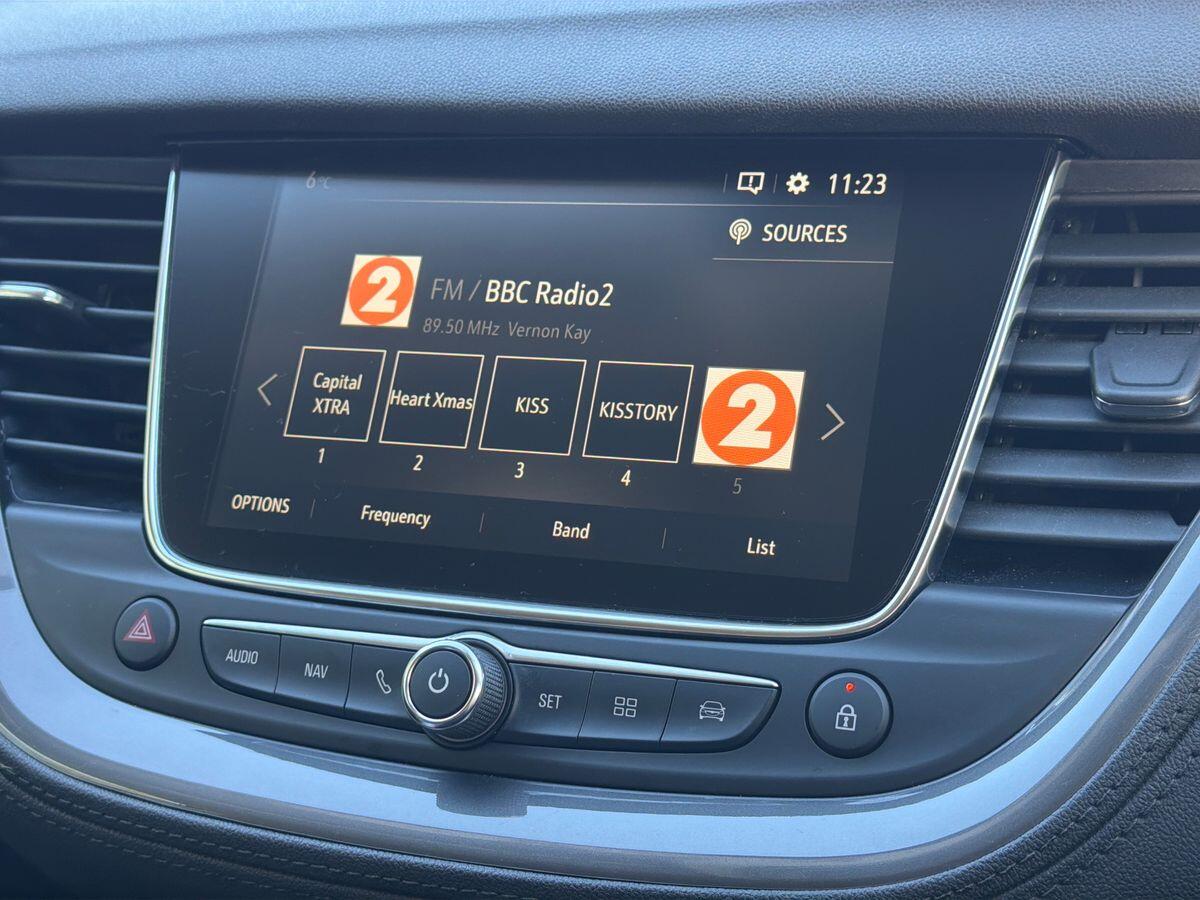 6°C
11:23
SOURCES
2
FM / BBC Radio2
89.50 MHz Vernon Kay
Capital
XTRA
Heart Xmas
KISS
KISSTORY
2
1 2 3 4 5
OPTIONS Frequency Band List
AUDIO NAV SET